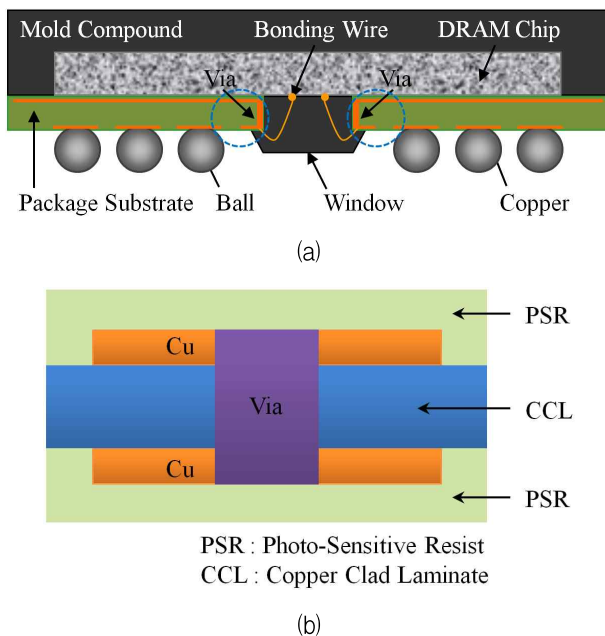 Mold Compound Bonding Wire DRAM Chip
Via Via
Package Substrate Ball Window Copper
(a)
PSR
Cu
Via
CCL
Cu
PSR
PSR : Photo-Sensitive Resist
CCL : Copper Clad Laminate
(b)